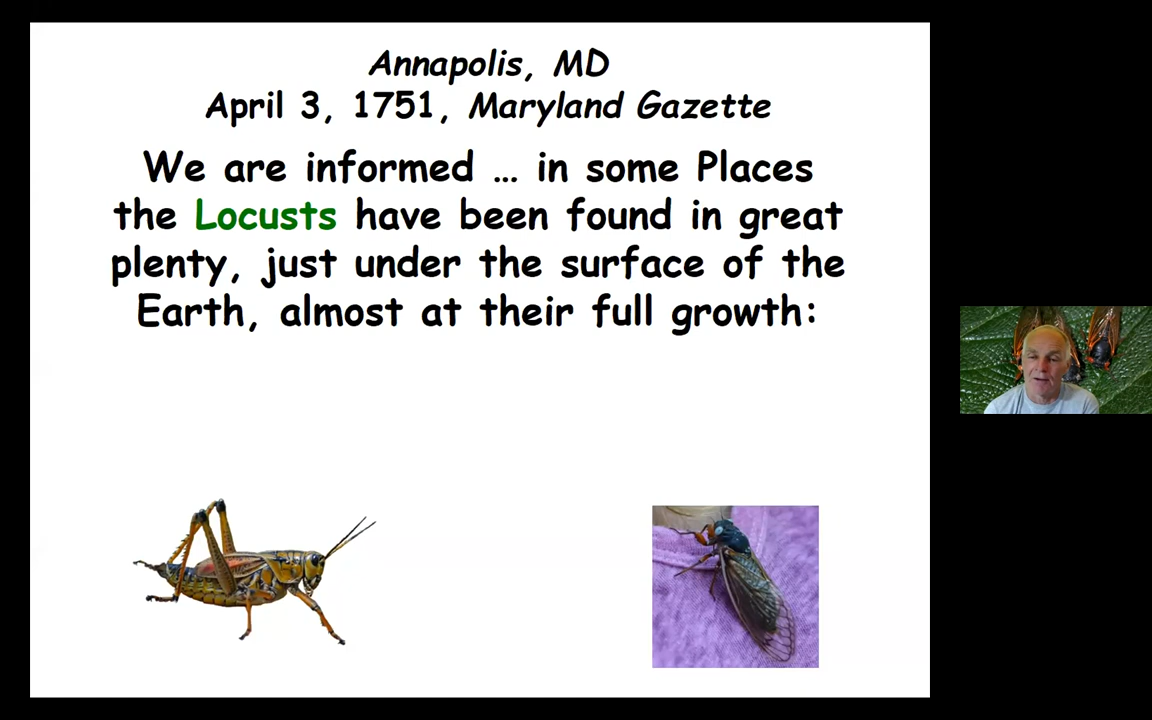 Annapolis, MD
April 3, 1751, Maryland Gazette
We are informed … in some Places
the Locusts have been found in great
plenty, just under the surface of the
Earth, almost at their full growth: